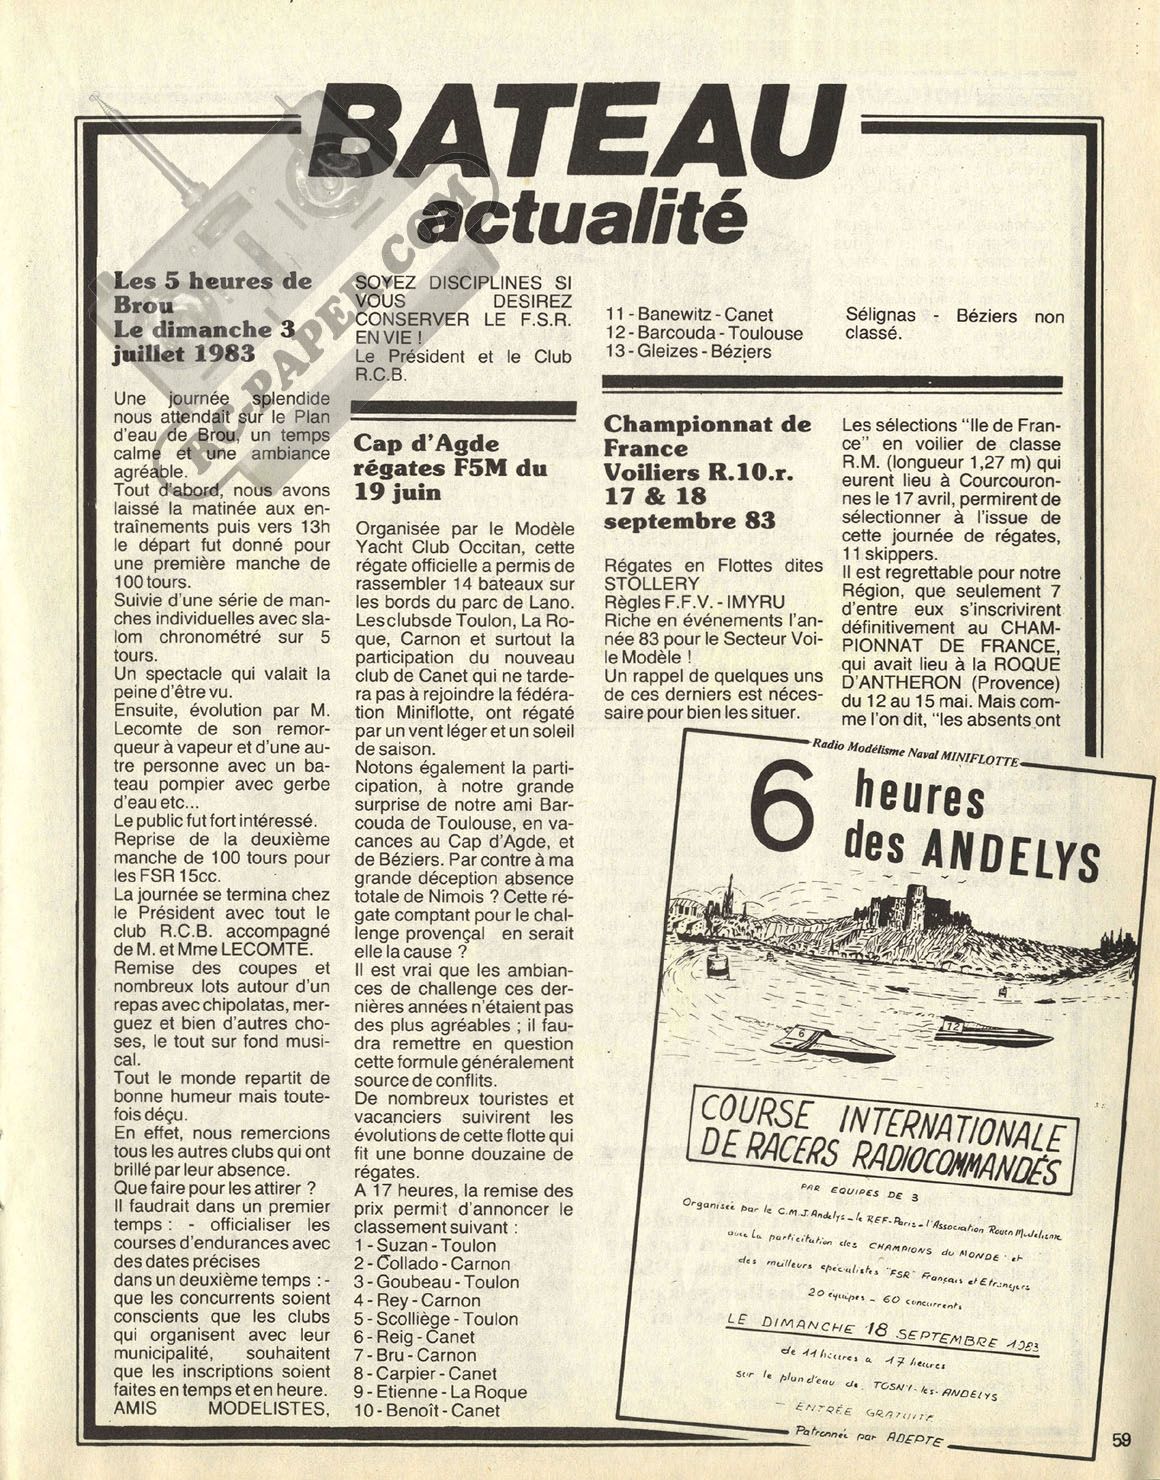 BATEAU
actualité
RC-PAPER.COM
Les 5 heures de
Brou
Le dimanche 3
juillet 1983
Une journée splendide
nous attendait sur le Plan
d'eau de Brou, un temps
calme et une ambiance
agréable.
Tout d'abord, nous avons
laissé la matinée aux en-
traînements puis vers 13h
le départ fut donné pour
une première manche de
100 tours.
Suivie d'une série de man-
ches individuelles avec sla-
lom chronométré sur 5
tours.
Un spectacle qui valait la
peine d'être vu.
Ensuite, évolution par M.
Lecomte de son remor-
queur à vapeur et d'une au-
tre personne avec un ba-
teau pompier avec gerbe
d'eau etc...
Le public fut fort intéressé.
Reprise de la deuxième
manche de 100 tours pour
les FSR 15cc.
La journée se termina chez
le Président avec tout le
club R.C.B. accompagné
de M. et Mme LECOMTE.
Remise des coupes et
nombreux lots autour d'un
repas avec chipolatas, mer-
guez et bien d'autres cho-
ses, le tout sur fond musi-
cal.
Tout le monde repartit de
bonne humeur mais toute-
fois déçu.
En effet, nous remercions
tous les autres clubs qui ont
brillé par leur absence.
Que faire pour les attirer ?
Il faudrait dans un premier
temps : - officialiser les
courses d'endurances avec
des dates précises
dans un deuxième temps : -
que les concurrents soient
conscients que les clubs
qui organisent avec leur
municipalité, souhaitent
que les inscriptions soient
faites en temps et en heure.
AMIS MODELISTES,
SOYEZ DISCIPLINES SI
VOUS DESIREZ
CONSERVER LE F.S.R.
EN VIE !
Le Président et le Club
R.C.B.
Cap d'Agde
régates F5M du
19 juin
Organisée par le Modèle
Yacht Club Occitan, cette
régate officielle a permis de
rassembler 14 bateaux sur
les bords du parc de Lano.
Les clubs de Toulon, La Ro-
que, Carnon et surtout la
participation du nouveau
club de Canet qui ne tarde-
ra pas à rejoindre la fédéra-
tion Miniflotte, ont régaté
par un vent léger et un soleil
de saison.
Notons également la parti-
cipation, à notre grande
surprise de notre ami Bar-
couda de Toulouse, en va-
cances au Cap d'Agde, et
de Béziers. Par contre à ma
grande déception absence
totale de Nimois ? Cette ré-
gate comptant pour le chal-
lenge provençal en serait
elle la cause ?
Il est vrai que les ambian-
ces de challenge ces der-
nières années n'étaient pas
des plus agréables ; il fau-
dra remettre en question
cette formule généralement
source de conflits.
De nombreux touristes et
vacanciers suivirent les
évolutions de cette flotte qui
fit une bonne douzaine de
régates.
A 17 heures, la remise des
prix permit d'annoncer le
classement suivant :
1 - Suzan - Toulon
2 - Collado - Carnon
3 - Goubeau - Toulon
4 - Rey - Carnon
5 - Scolliège - Toulon
6 - Reig - Canet
7 - Bru - Carnon
8 - Carpier - Canet
9 - Etienne - La Roque
10 - Benoît - Canet
11 - Banewitz - Canet
12 - Barcouda - Toulouse
13 - Gleizes - Béziers
Sélignas - Béziers non
classé.
Championnat de
France
Voiliers R.10.r.
17 & 18
septembre 83
Régates en Flottes dites
STOLLERY
Règles F.F.V. - IMYRU
Riche en événements l'an-
née 83 pour le Secteur Voi-
le Modèle !
Un rappel de quelques uns
de ces derniers est néces-
saire pour bien les situer.
Les sélections "Ile de Fran-
ce" en voilier de classe
R.M. (longueur 1,27 m) qui
eurent lieu à Courcouron-
nes le 17 avril, permirent de
sélectionner à l'issue de
cette journée de régates,
11 skippers.
Il est regrettable pour notre
Région, que seulement 7
d'entre eux s'inscrivirent
définitivement au CHAM-
PIONNAT DE FRANCE,
qui avait lieu à la ROQUE
D'ANTHERON (Provence)
du 12 au 15 mai. Mais com-
me l'on dit, "les absents ont
Radio Modélisme Naval MINIFLOTTE
6 heures
des ANDELYS
6
12
COURSE INTERNATIONALE
DE RACERS RADIOCOMMANDÉS
PAR EQUIPES DE 3
Organisée par le C.M.J. Andelys - le REF-Paris - l'Association Rouen Modelisme
avec la participation des CHAMPIONS du MONDE et
des meilleurs specialistes "FSR" Français et Etrangers
20 équipes - 60 concurrents
LE DIMANCHE 18 SEPTEMBRE 1983
de 11 heures a 17 heures
sur le plan d'eau de TOSNY-les-ANDELYS
- ENTRÉE GRATUITE
Patronnée par ADEPTE
59